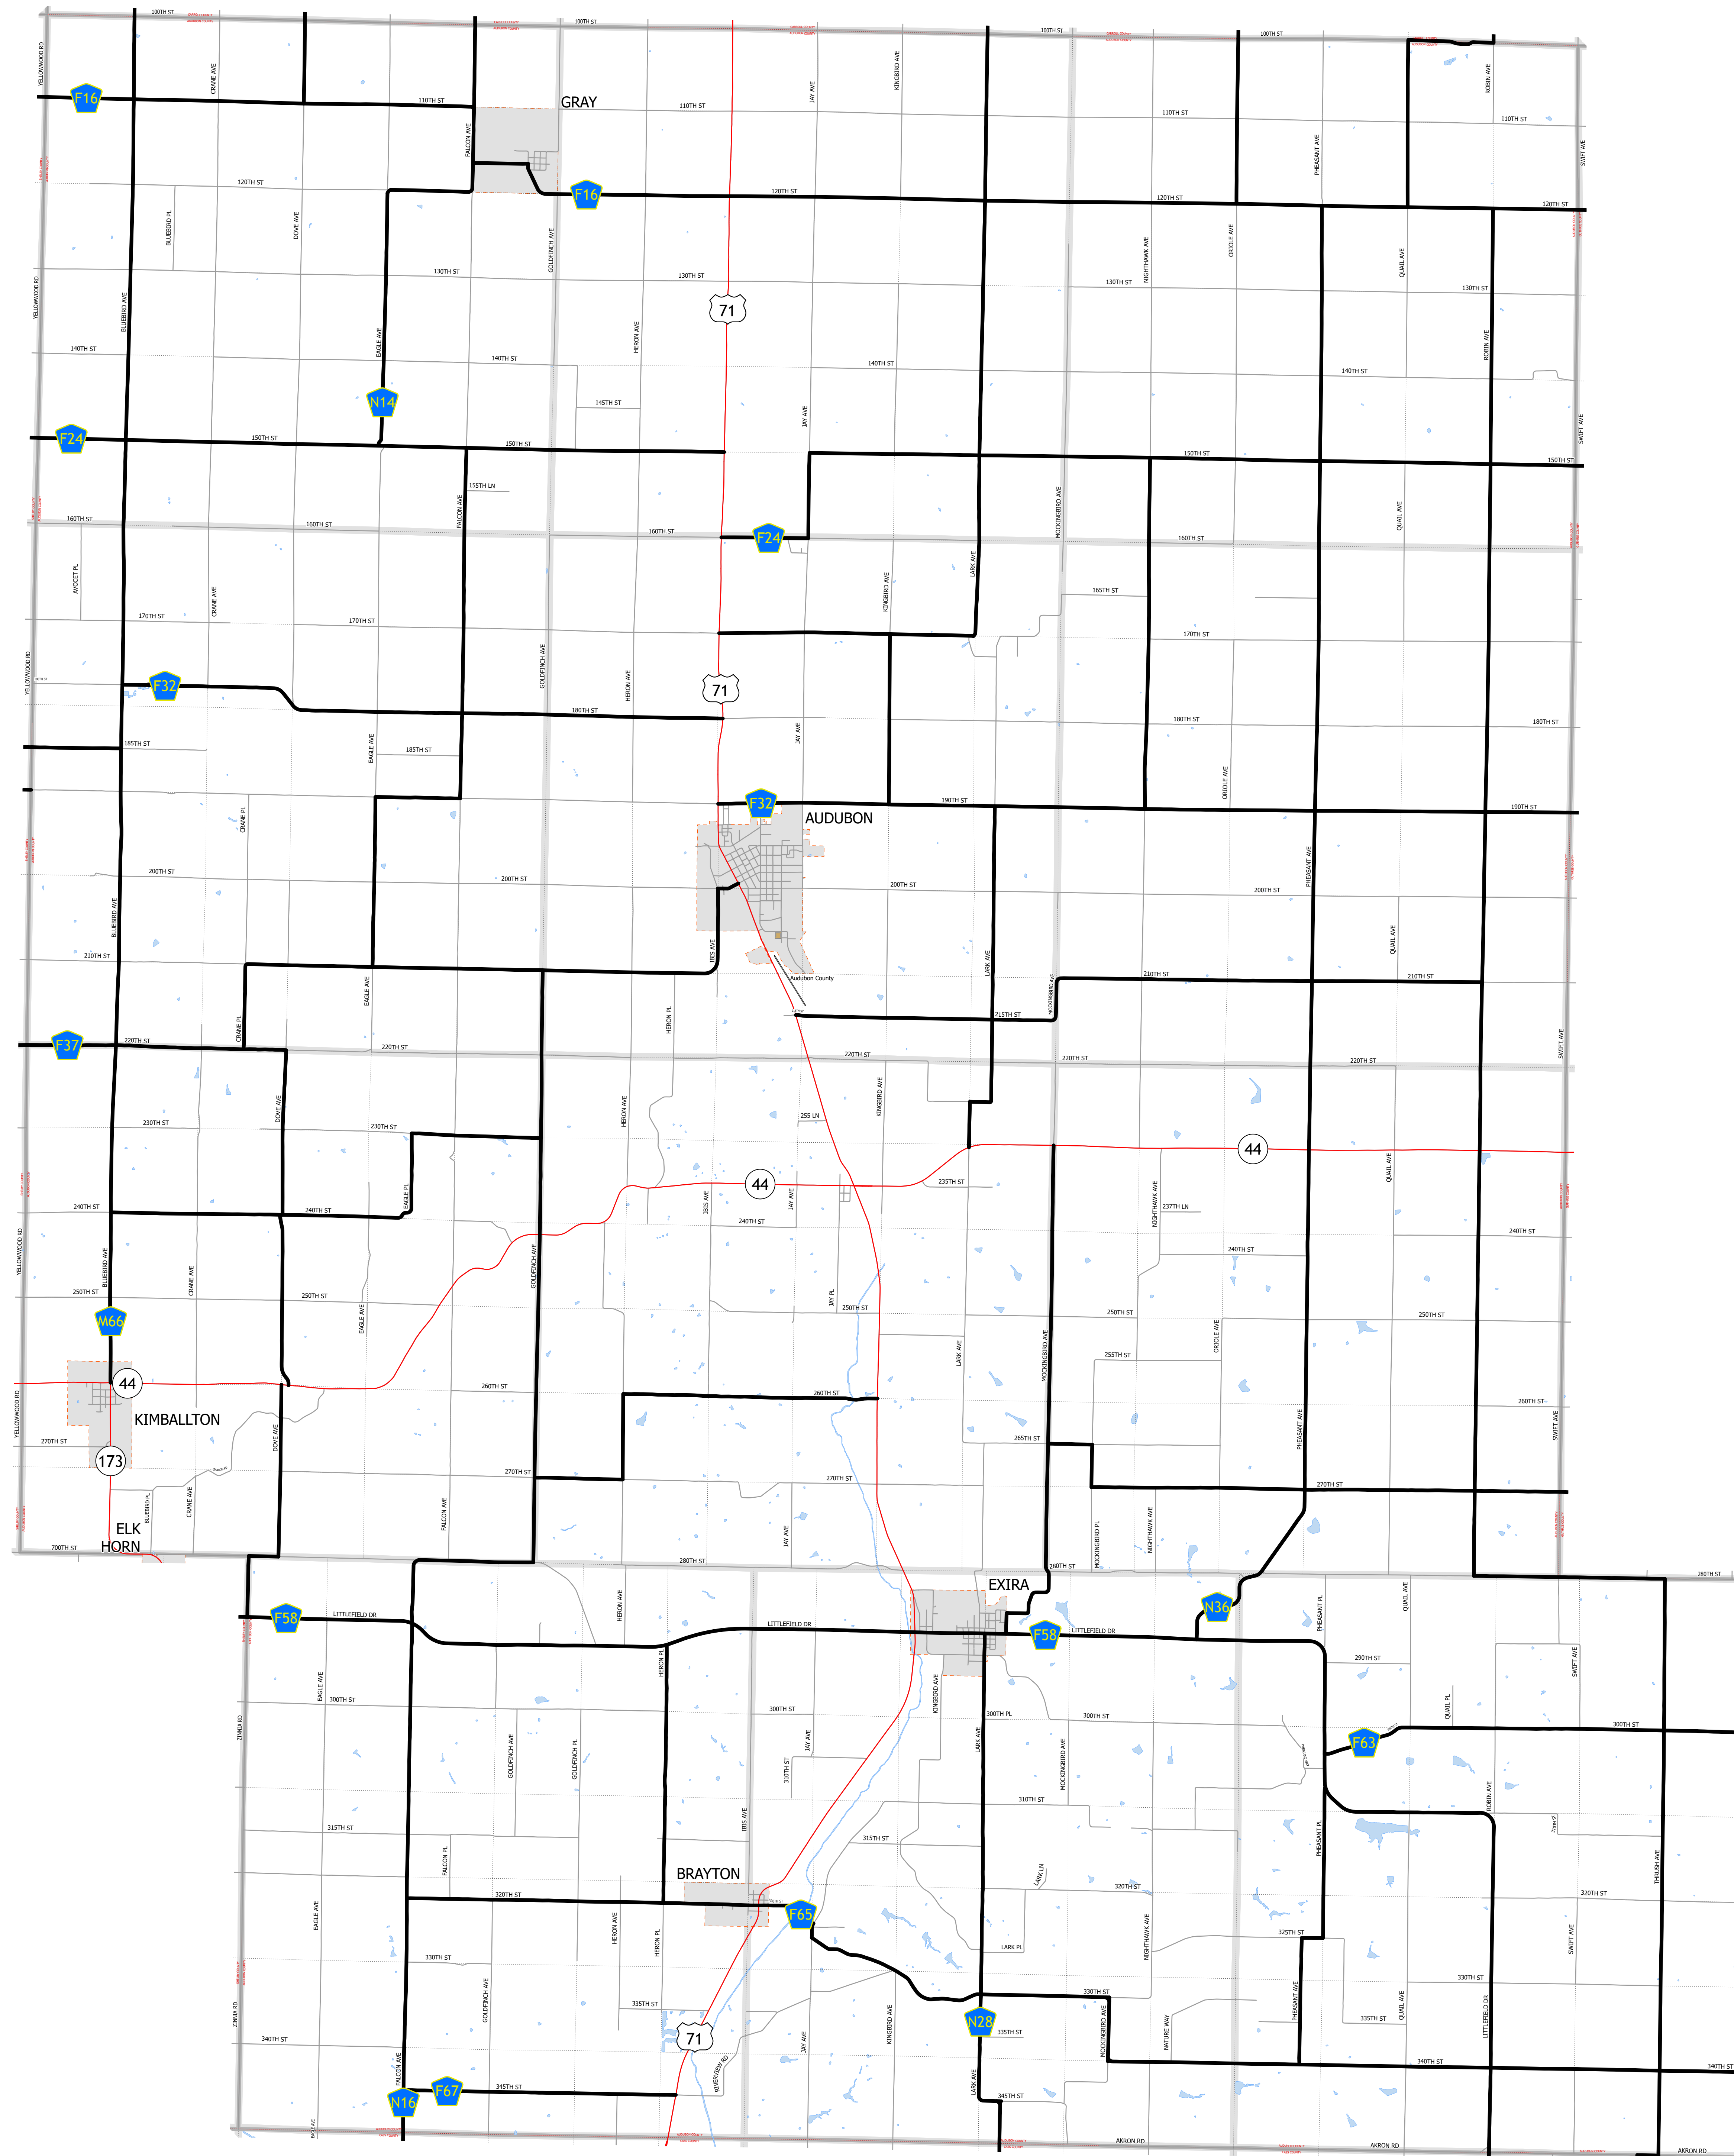 100TH ST
CARROLL COUNTY
AUDUBON COUNTY
100TH ST
CARROLL COUNTY
AUDUBON COUNTY
100TH ST
CARROLL COUNTY
AUDUBON COUNTY
100TH ST
YELLOWWOOD RD
CRANE AVE
JAY AVE
KINGBIRD AVE
ROBIN AVE
F16
110TH ST
GRAY
110TH ST
110TH ST
110TH ST
FALCON AVE
PHEASANT AVE
SWIFT AVE
120TH ST
F16
120TH ST
120TH ST
120TH ST
BLUEBIRD PL
DOVE AVE
GOLDFINCH AVE
NIGHTHAWK AVE
ORIOLE AVE
QUAIL AVE
130TH ST
130TH ST
130TH ST
130TH ST
YELLOWWOOD RD
BLUEBIRD AVE
EAGLE AVE
HERON AVE
71
ROBIN AVE
140TH ST
140TH ST
140TH ST
140TH ST
N14
145TH ST
JAY AVE
SWIFT AVE
F24
150TH ST
150TH ST
150TH ST
150TH ST
155TH LN
FALCON AVE
MOCKINGBIRD AVE
QUAIL AVE
160TH ST
160TH ST
160TH ST
F24
160TH ST
LARK AVE
AVOCET PL
CRANE AVE
KINGBIRD AVE
165TH ST
170TH ST
170TH ST
170TH ST
YELLOWWOOD RD
GOLDFINCH AVE
HERON AVE
71
F32
180TH ST
180TH ST
180TH ST
185TH ST
EAGLE AVE
185TH ST
JAY AVE
ORIOLE AVE
CRANE PL
F32
190TH ST
190TH ST
AUDUBON
PHEASANT AVE
200TH ST
200TH ST
200TH ST
200TH ST
BLUEBIRD AVE
IBIS AVE
LARK AVE
QUAIL AVE
210TH ST
EAGLE AVE
Audubon County
MOCKINGBIRD AVE
210TH ST
210TH ST
HERON PL
215TH ST
CRANE PL
F37
220TH ST
220TH ST
220TH ST
220TH ST
220TH ST
SWIFT AVE
DOVE AVE
HERON AVE
KINGBIRD AVE
255 LN
230TH ST
230TH ST
44
44
EAGLE PL
IBIS AVE
JAY AVE
235TH ST
NIGHTHAWK AVE
QUAIL AVE
237TH LN
240TH ST
240TH ST
240TH ST
240TH ST
240TH ST
YELLOWWOOD RD
BLUEBIRD AVE
CRANE AVE
GOLDFINCH AVE
250TH ST
250TH ST
JAY PL
250TH ST
250TH ST
250TH ST
M66
EAGLE AVE
LARK AVE
MOCKINGBIRD AVE
ORIOLE AVE
255TH ST
44
260TH ST
260TH ST
260TH ST
YELLOWWOOD RD
KIMBALLTON
DOVE AVE
PHEASANT AVE
SWIFT AVE
265TH ST
270TH ST
173
270TH ST
270TH ST
270TH ST
BLUEBIRD PL
CRANE AVE
FALCON AVE
JAY AVE
MOCKINGBIRD PL
NIGHTHAWK AVE
ELK
HORN
700TH ST
280TH ST
280TH ST
280TH ST
EXIRA
HERON AVE
PHEASANT PL
QUAIL AVE
F58
LITTLEFIELD DR
LITTLEFIELD DR
F58
LITTLEFIELD DR
N36
HERON PL
290TH ST
SWIFT AVE
EAGLE AVE
KINGBIRD AVE
300TH ST
300TH ST
300TH PL
300TH ST
QUAIL PL
300TH ST
ZINNIA RD
GOLDFINCH AVE
GOLDFINCH PL
JAY AVE
LARK AVE
MOCKINGBIRD AVE
F63
310TH ST
310TH ST
ROBIN AVE
315TH ST
IBIS AVE
315TH ST
PHEASANT PL
FALCON PL
THRUSH AVE
BRAYTON
LARK LN
320TH ST
320TH ST
320TH ST
EAGLE AVE
HERON AVE
F65
HERON PL
NIGHTHAWK AVE
325TH ST
SWIFT AVE
LARK PL
330TH ST
330TH ST
330TH ST
ZINNIA RD
GOLDFINCH AVE
335TH ST
KINGBIRD AVE
N28
335TH ST
MOCKINGBIRD AVE
NATURE WAY
PHEASANT AVE
QUAIL AVE
335TH ST
LITTLEFIELD DR
340TH ST
71
JAY AVE
340TH ST
340TH ST
FALCON AVE
RIVERVIEW RD
LARK AVE
N16
F67
345TH ST
345TH ST
EAGLE AVE
AUDUBON COUNTY
CASS COUNTY
AKRON RD
AKRON RD